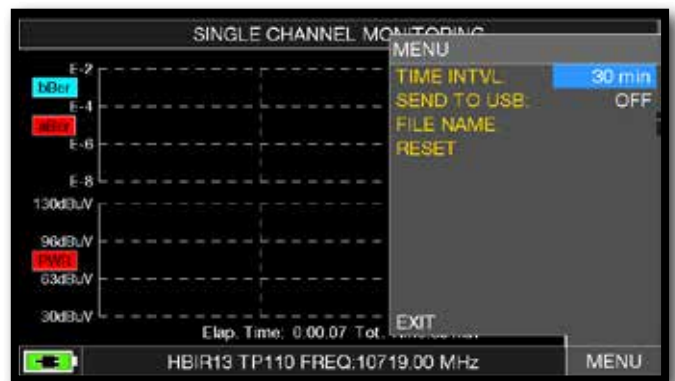 SINGLE CHANNEL MONITORING
MENU
TIME INTVL: 30 min
SEND TO USB: OFF
FILE NAME
RESET
EXIT
E-2
bBer
E-4
aBer
E-6
E-8
130dBuV
96dBuV
PWR
63dBuV
30dBuV
Elap. Time: 0:00.07 Tot.
HBIR13 TP110 FREQ:10719.00 MHz
MENU